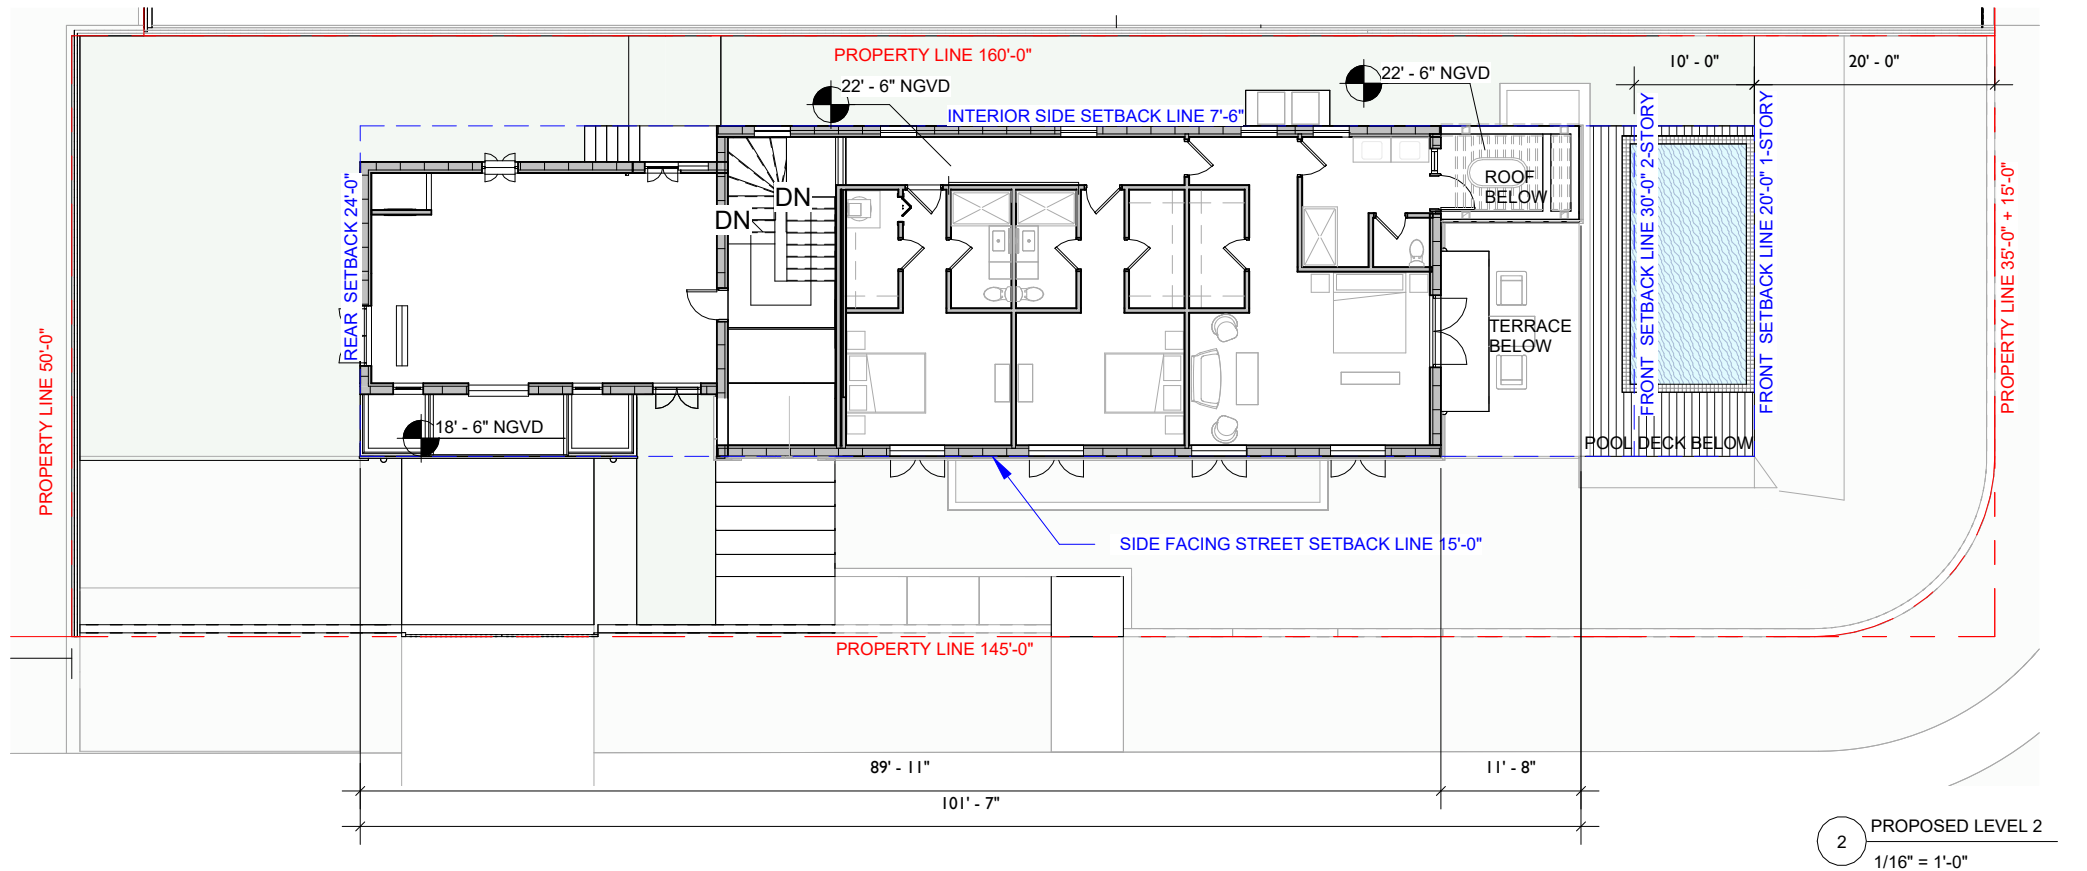 PROPERTY LINE 160'-0"
10' - 0"
20' - 0"
22' - 6" NGVD
22' - 6" NGVD
INTERIOR SIDE SETBACK LINE 7'-6"
ROOF
BELOW
DN
DN
REAR SETBACK 24'-0"
FRONT SETBACK LINE 30'-0" 2-STORY
FRONT SETBACK LINE 20'-0" 1-STORY
PROPERTY LINE 35'-0" + 15'-0"
PROPERTY LINE 50'-0"
TERRACE
BELOW
18' - 6" NGVD
POOL DECK BELOW
SIDE FACING STREET SETBACK LINE 15'-0"
PROPERTY LINE 145'-0"
89' - 11"
11' - 8"
101' - 7"
2
PROPOSED LEVEL 2
1/16" = 1'-0"